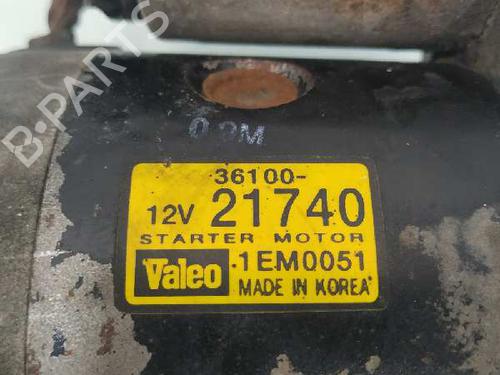 B-PARTS
36100-
12V 21740
STARTER MOTOR
Valeo 1EM0051
MADE IN KOREA